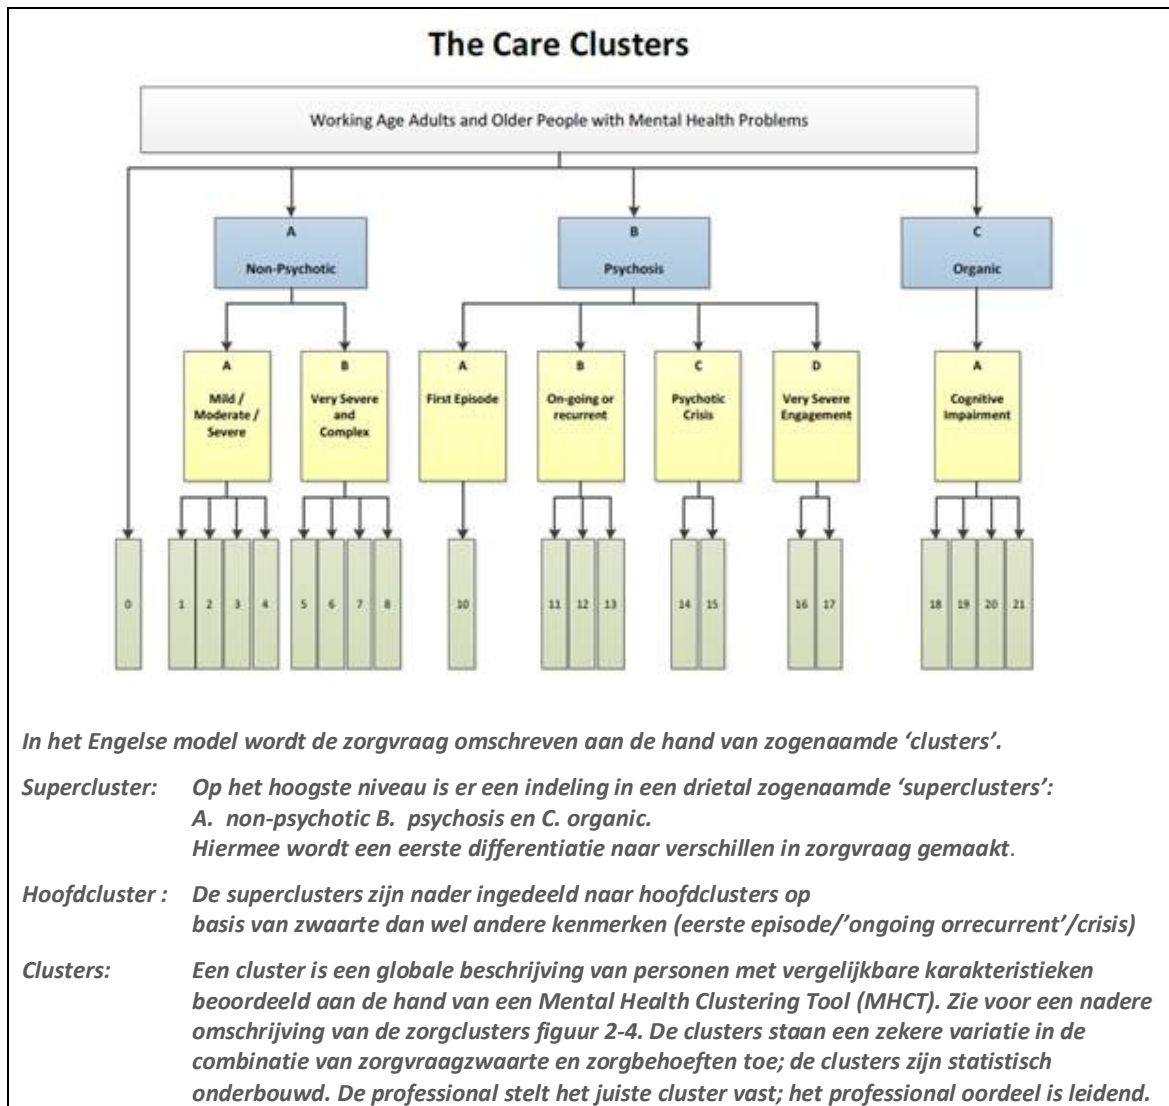 The Care Clusters
Working Age Adults and Older People with Mental Health Problems
A
Non-Psychotic
B
Psychosis
C
Organic
A
Mild /
Moderate /
Severe
B
Very Severe
and
Complex
A
First Episode
B
On-going or
recurrent
C
Psychotic
Crisis
D
Very Severe
Engagement
A
Cognitive
Impairment
0 1 2 3 4 5 6 7 8 10 11 12 13 14 15 16 17 18 19 20 21
In het Engelse model wordt de zorgvraag omschreven aan de hand van zogenaamde ‘clusters’.
Supercluster: Op het hoogste niveau is er een indeling in een drietal zogenaamde ‘superclusters’:
A. non-psychotic B. psychosis en C. organic.
Hiermee wordt een eerste differentiatie naar verschillen in zorgvraag gemaakt.
Hoofdcluster : De superclusters zijn nader ingedeeld naar hoofdclusters op
basis van zwaarte dan wel andere kenmerken (eerste episode/’ongoing orrecurrent’/crisis)
Clusters: Een cluster is een globale beschrijving van personen met vergelijkbare karakteristieken
beoordeeld aan de hand van een Mental Health Clustering Tool (MHCT). Zie voor een nadere
omschrijving van de zorgclusters figuur 2-4. De clusters staan een zekere variatie in de
combinatie van zorgvraagzwaarte en zorgbehoeften toe; de clusters zijn statistisch
onderbouwd. De professional stelt het juiste cluster vast; het professional oordeel is leidend.